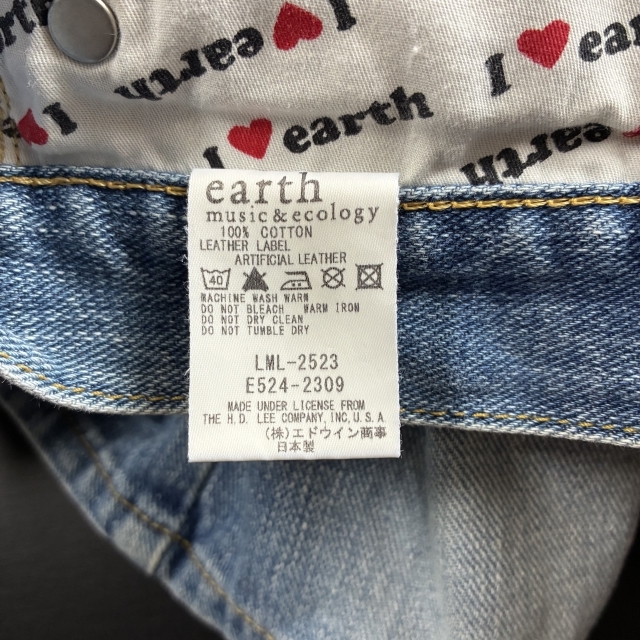 earth
earth I
I earth
I
I earth
earth
earth
music & ecology
100% COTTON
LEATHER LABEL
ARTIFICIAL LEATHER
40
MACHINE WASH WARM
DO NOT BLEACH WARM IRON
DO NOT DRY CLEAN
DO NOT TUMBLE DRY
LML-2523
E524-2309
MADE UNDER LICENSE FROM
THE H.D. LEE COMPANY, INC, U.S.A
(株)エドウイン商事
日本製